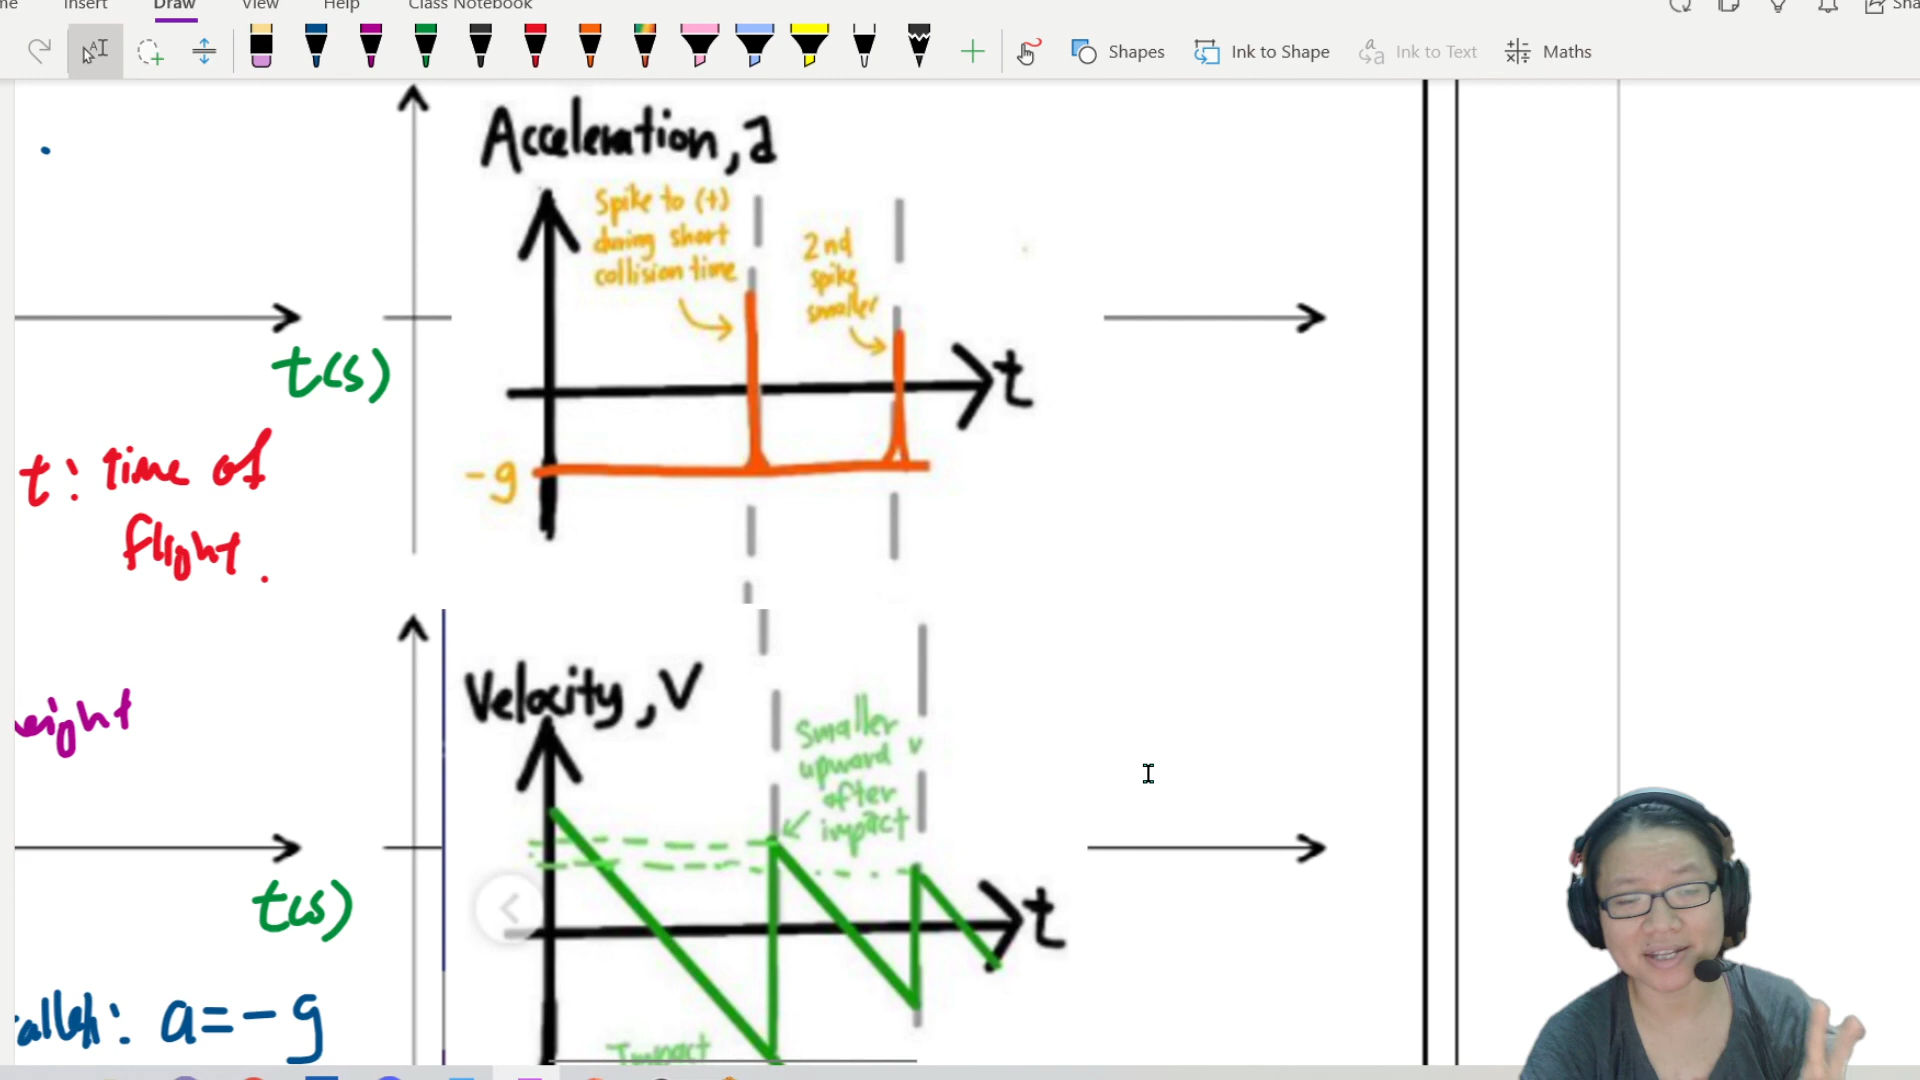 Insert Draw View Help Class Notebook
Shapes Ink to Shape Ink to Text Maths
Acceleration, a
Spike to (+)
during short
collision time
2nd
spike
smaller
t
-g
t(s)
t: Time of
flight.
Velocity, V
Smaller
upward v
after
impact
t
t(s)
a=-g
Impact